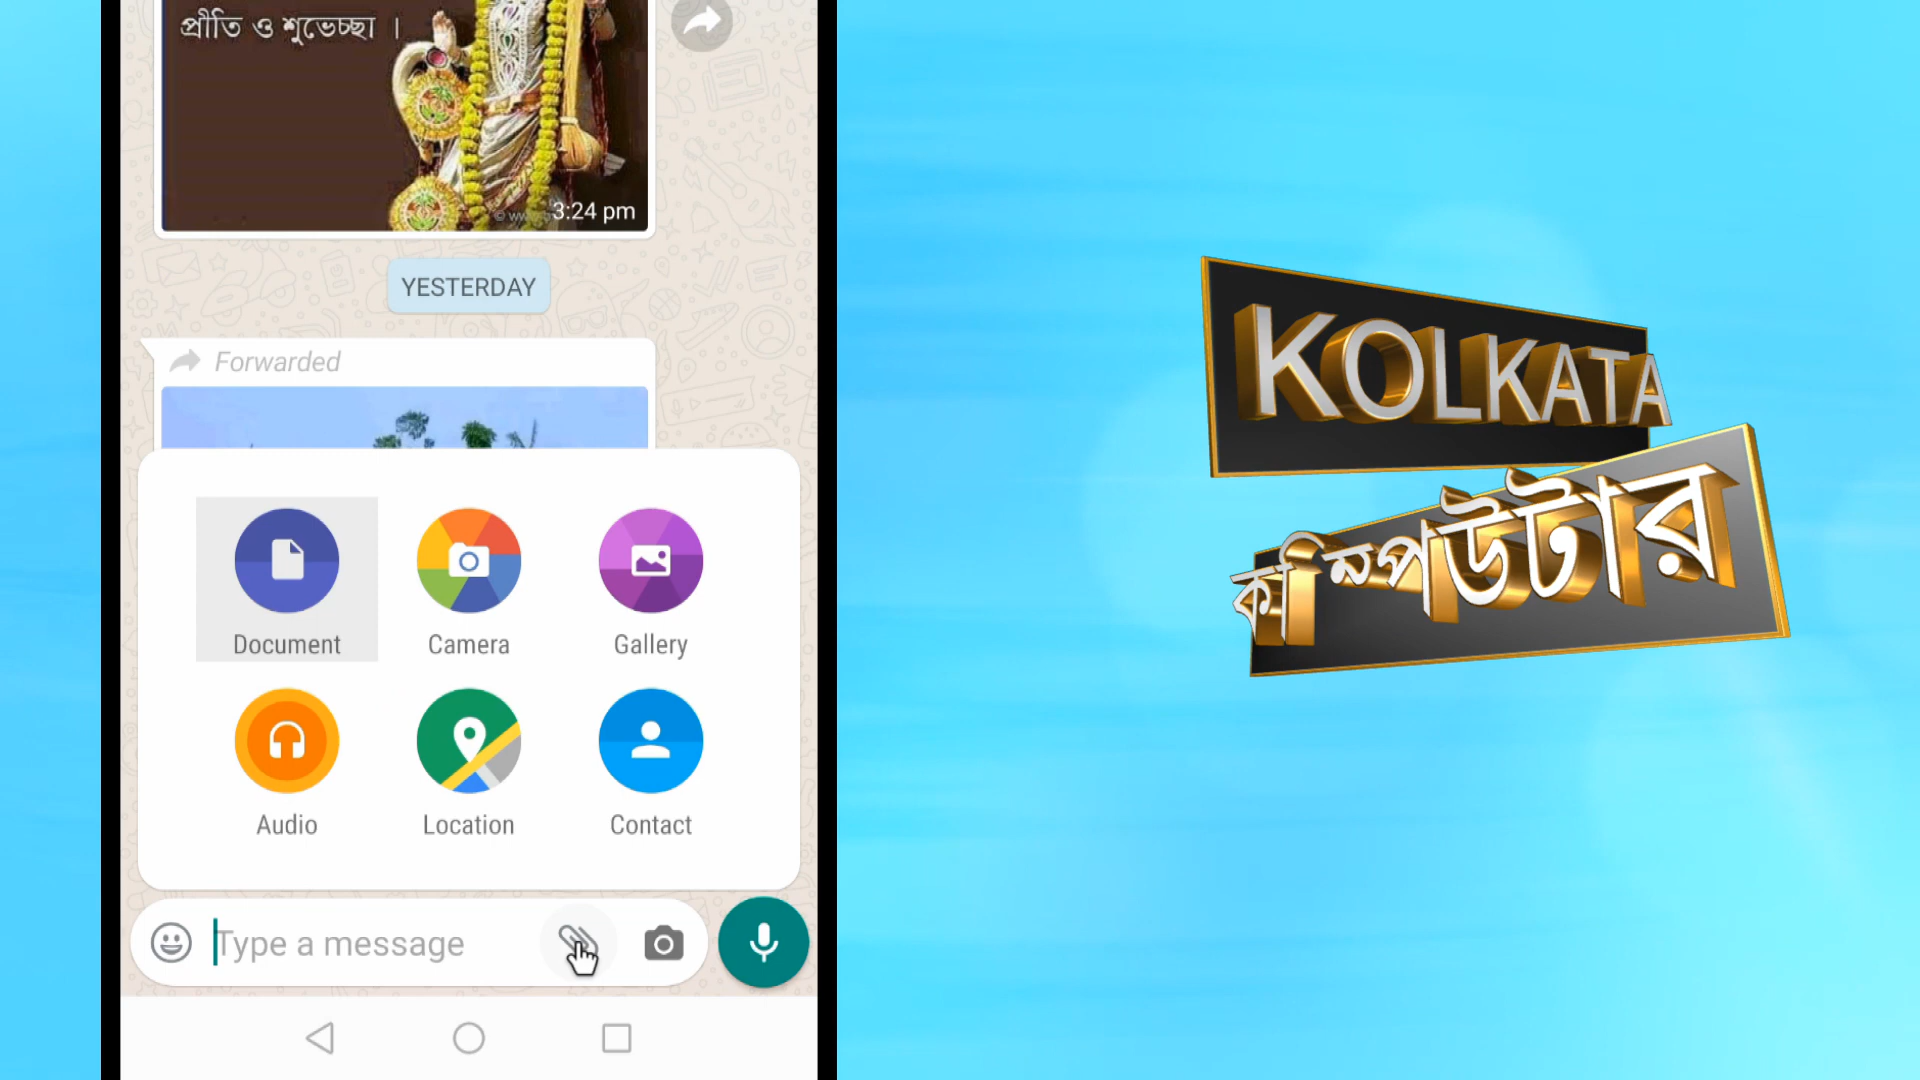 প্রীতি ও শুভেচ্ছা ।
3:24 pm
YESTERDAY
Forwarded
Document
Camera
Gallery
Audio
Location
Contact
Type a message
KOLKATA
কম্পিউটার